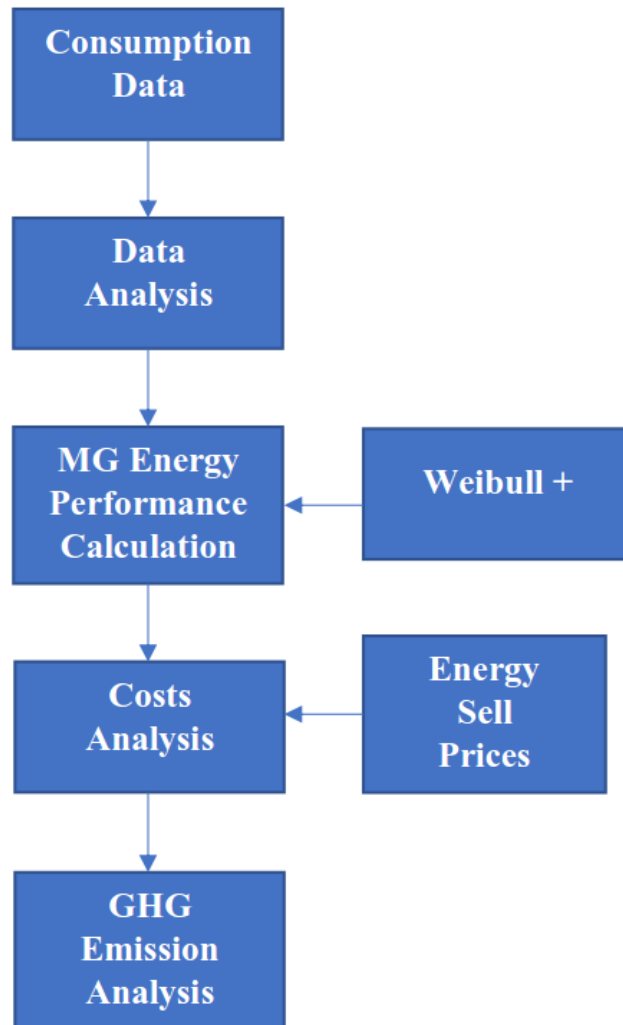 Consumption
Data
Data
Analysis
MG Energy
Performance
Calculation
Weibull +
Costs
Analysis
Energy
Sell
Prices
GHG
Emission
Analysis